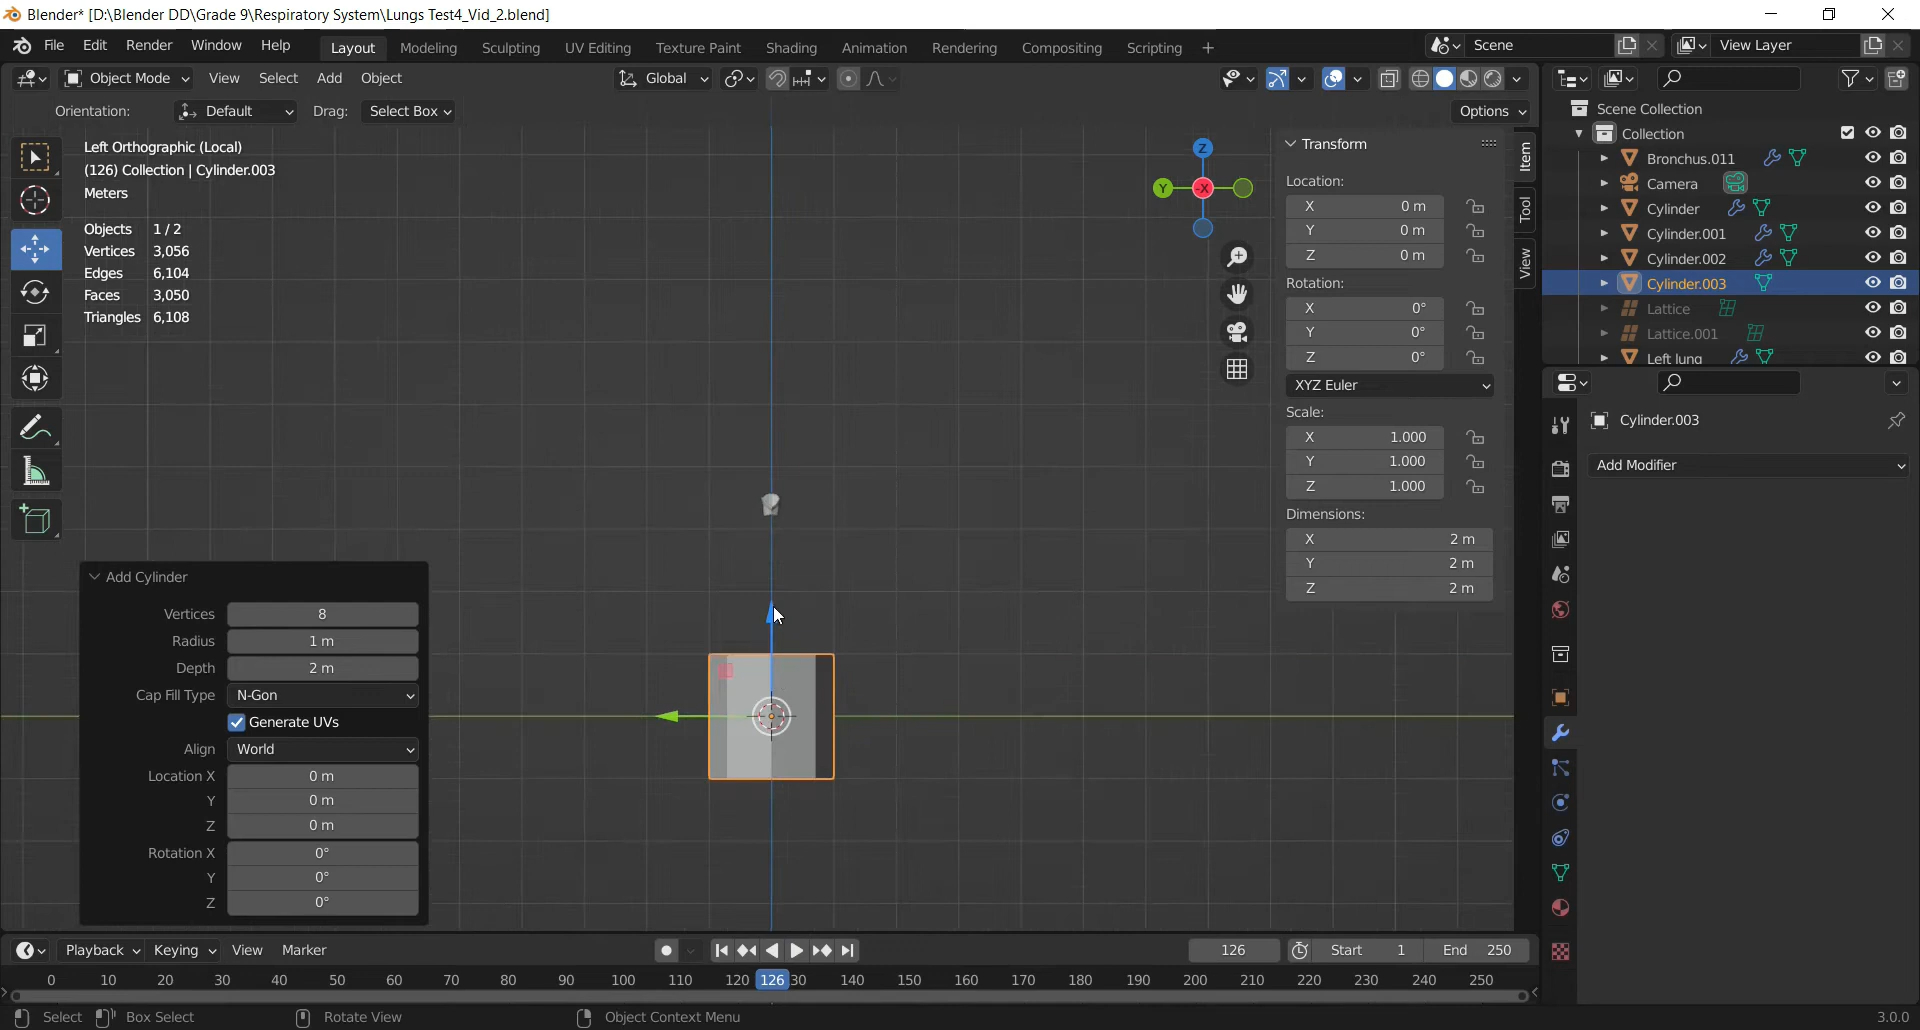 Blender* [D:\Blender DD\Grade 9\Respiratory System\Lungs Test4_Vid_2.blend]
File Edit Render Window Help Layout Modeling Sculpting UV Editing Texture Paint Shading Animation Rendering Compositing Scripting + Scene View Layer
Object Mode View Select Add Object Global
Orientation: Default Drag: Select Box Options
Left Orthographic (Local)
(126) Collection | Cylinder.003
Meters
Objects 1/2
Vertices 3,056
Edges 6,104
Faces 3,050
Triangles 6,108
Z
Y
-X
Transform
Location:
X 0 m
Y 0 m
Z 0 m
Rotation:
X 0°
Y 0°
Z 0°
XYZ Euler
Scale:
X 1.000
Y 1.000
Z 1.000
Dimensions:
X 2 m
Y 2 m
Z 2 m
Item
Tool
View
Scene Collection
Collection
Bronchus.011
Camera
Cylinder
Cylinder.001
Cylinder.002
Cylinder.003
Lattice
Lattice.001
Left lung
Cylinder.003
Add Modifier
Add Cylinder
Vertices 8
Radius 1 m
Depth 2 m
Cap Fill Type N-Gon
Generate UVs
Align World
Location X 0 m
Y 0 m
Z 0 m
Rotation X 0°
Y 0°
Z 0°
Playback Keying View Marker 126 Start 1 End 250
0 10 20 30 40 50 60 70 80 90 100 110 120 126 30 140 150 160 170 180 190 200 210 220 230 240 250
Select Box Select Rotate View Object Context Menu 3.0.0